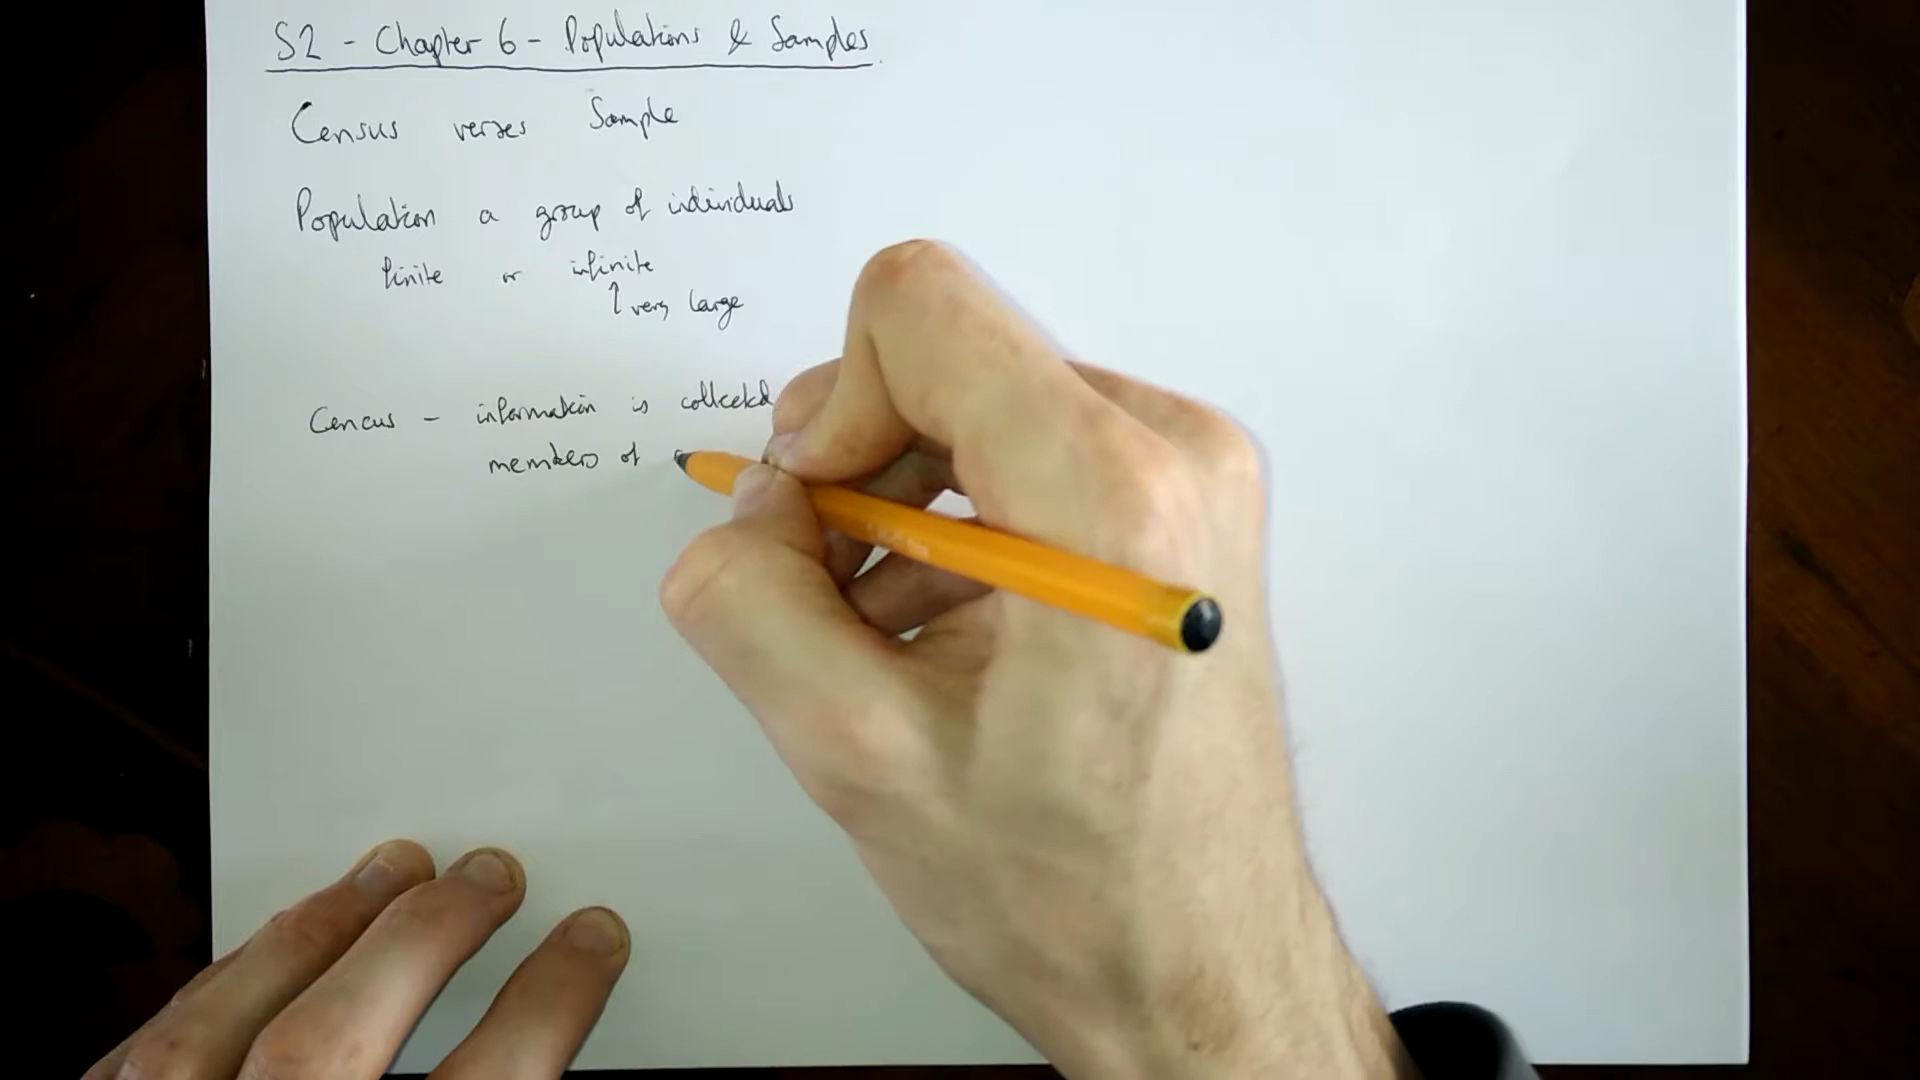 S2 - Chapter 6 - Populations & Samples
Census verses Sample
Population a group of individuals
finite or infinite
↑ very large
Cencus - information is collected
members of